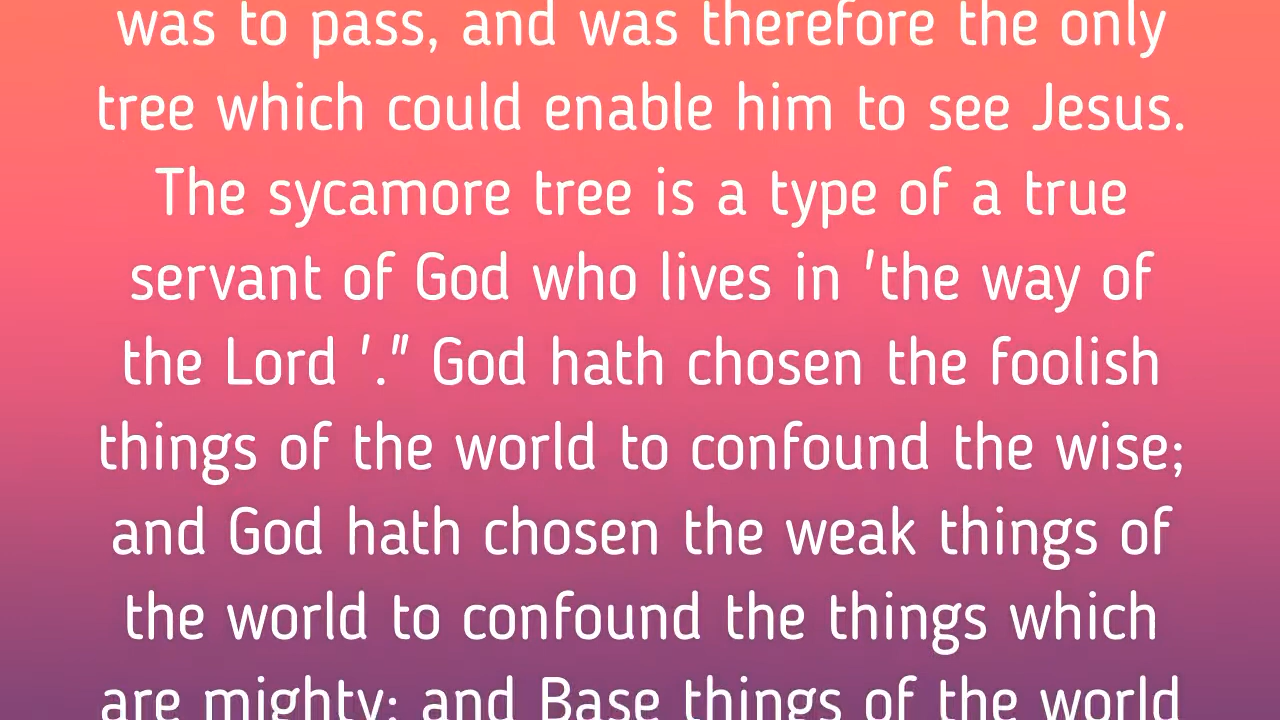 was to pass, and was therefore the only
tree which could enable him to see Jesus.
The sycamore tree is a type of a true
servant of God who lives in 'the way of
the Lord '." God hath chosen the foolish
things of the world to confound the wise;
and God hath chosen the weak things of
the world to confound the things which
are mighty; and Base things of the world